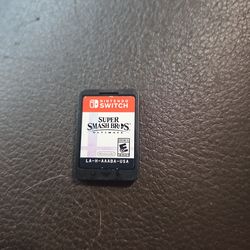 NINTENDO
SWITCH
SUPER
SMASH BROS.
ULTIMATE
E
LA-H-AAABA-USA